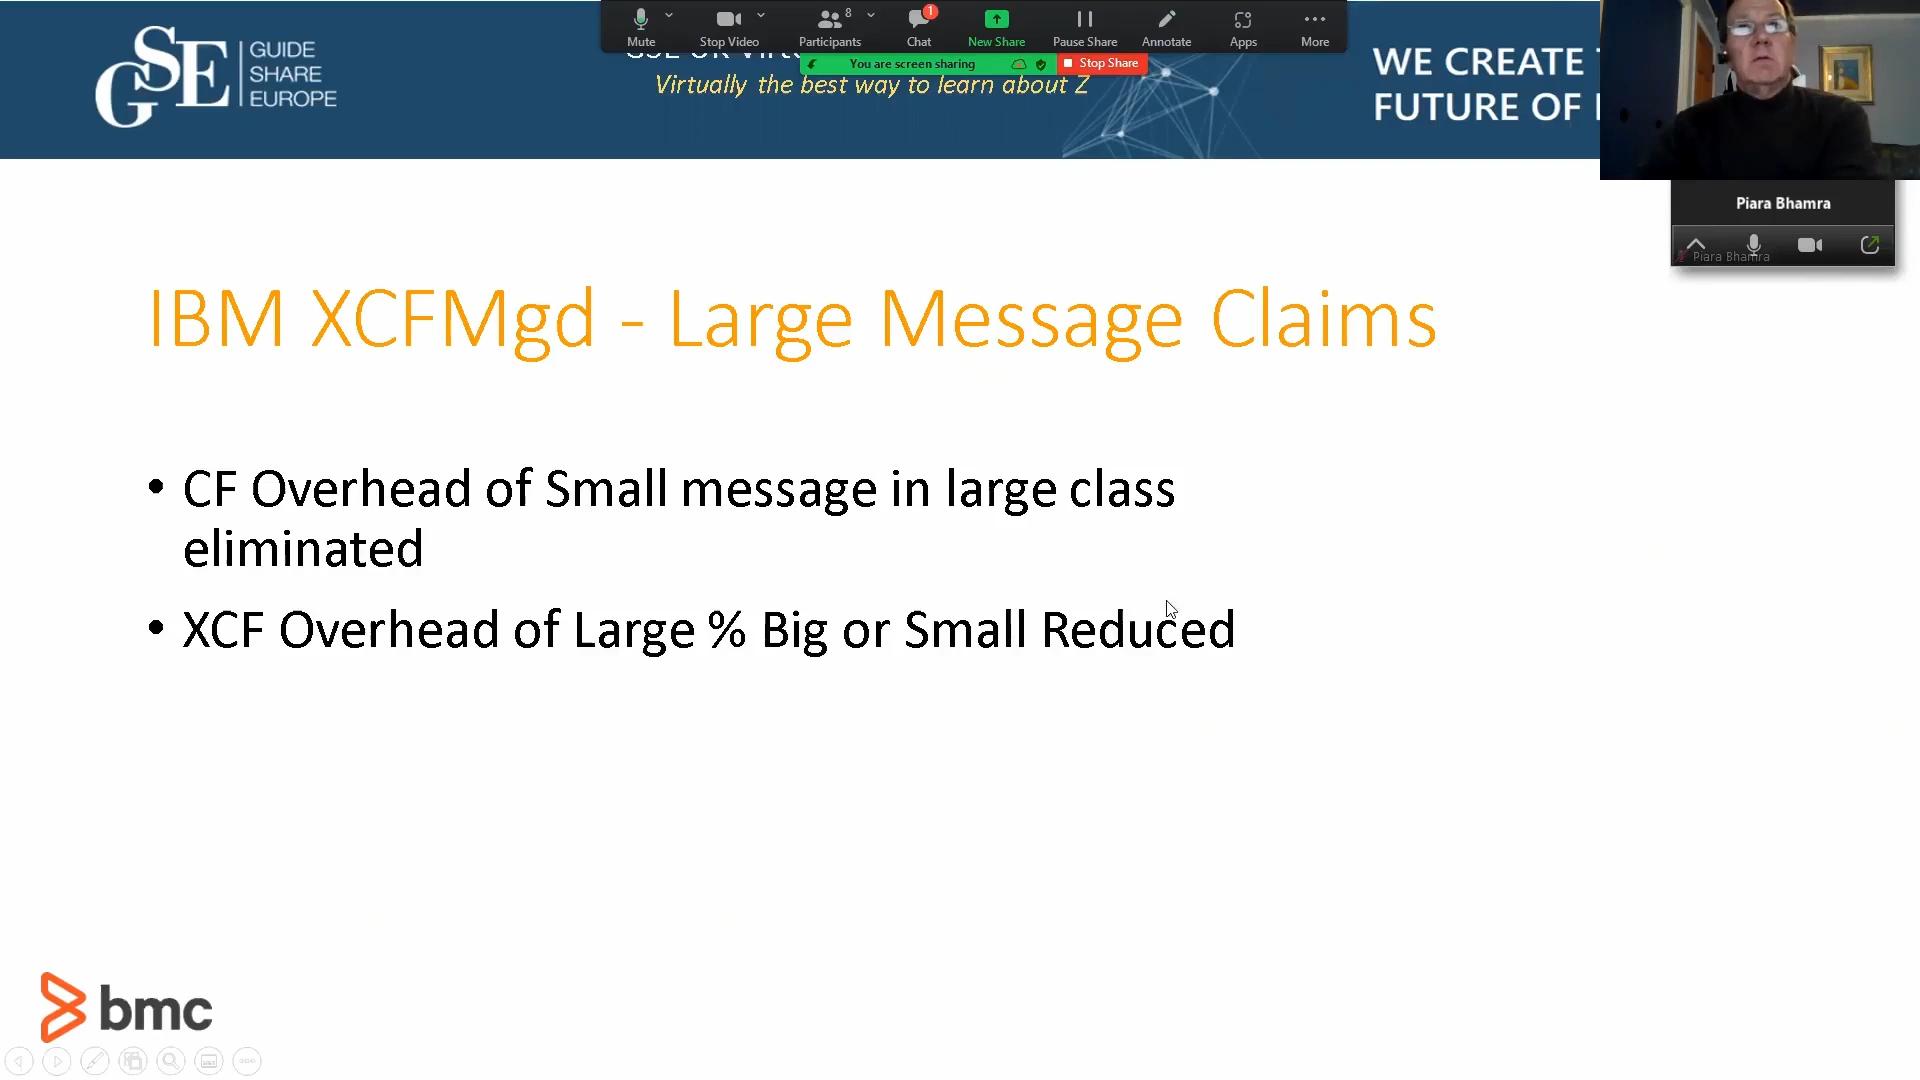 Mute
Stop Video
8
Participants
1
Chat
New Share
Pause Share
Annotate
Apps
More
You are screen sharing
Stop Share
GSE
GUIDE
SHARE
EUROPE
Virtually the best way to learn about Z
WE CREATE
FUTURE OF
Piara Bhamra
Piara Bhamra
IBM XCFMgd - Large Message Claims
• CF Overhead of Small message in large class
eliminated
• XCF Overhead of Large % Big or Small Reduced
bmc